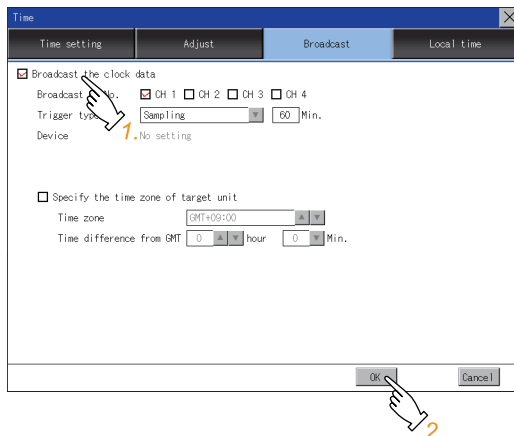 Time
Time setting Adjust Broadcast Local time
Broadcast the clock data
Broadcast No. CH 1 CH 2 CH 3 CH 4
Trigger type Sampling 60 Min.
1.
Device No setting
Specify the time zone of target unit
Time zone GMT+09:00
Time difference from GMT 0 hour 0 Min.
OK Cancel
2